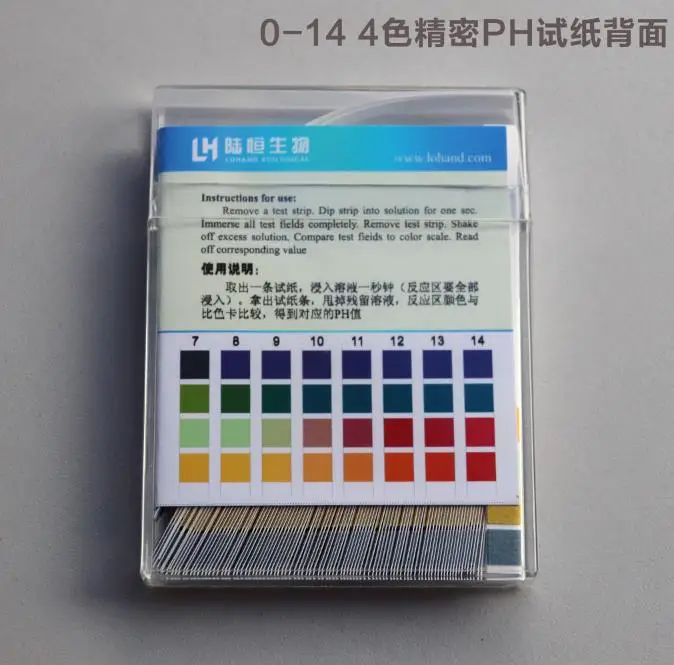 0-14 4色精密PH试纸背面
LH 陆恒生物
LOHAND BIOLOGICAL
www.lohand.com
Instructions for use:
Remove a test strip. Dip strip into solution for one sec.
Immerse all test fields completely. Remove test strip. Shake
off excess solution. Compare test fieids to color scale. Read
off corresponding value
使用说明：
取出一条试纸，浸入溶液一秒钟（反应区要全部
浸入）。拿出试纸条，甩掉残留溶液，反应区颜色与
比色卡比较，得到对应的PH值
7 8 9 10 11 12 13 14